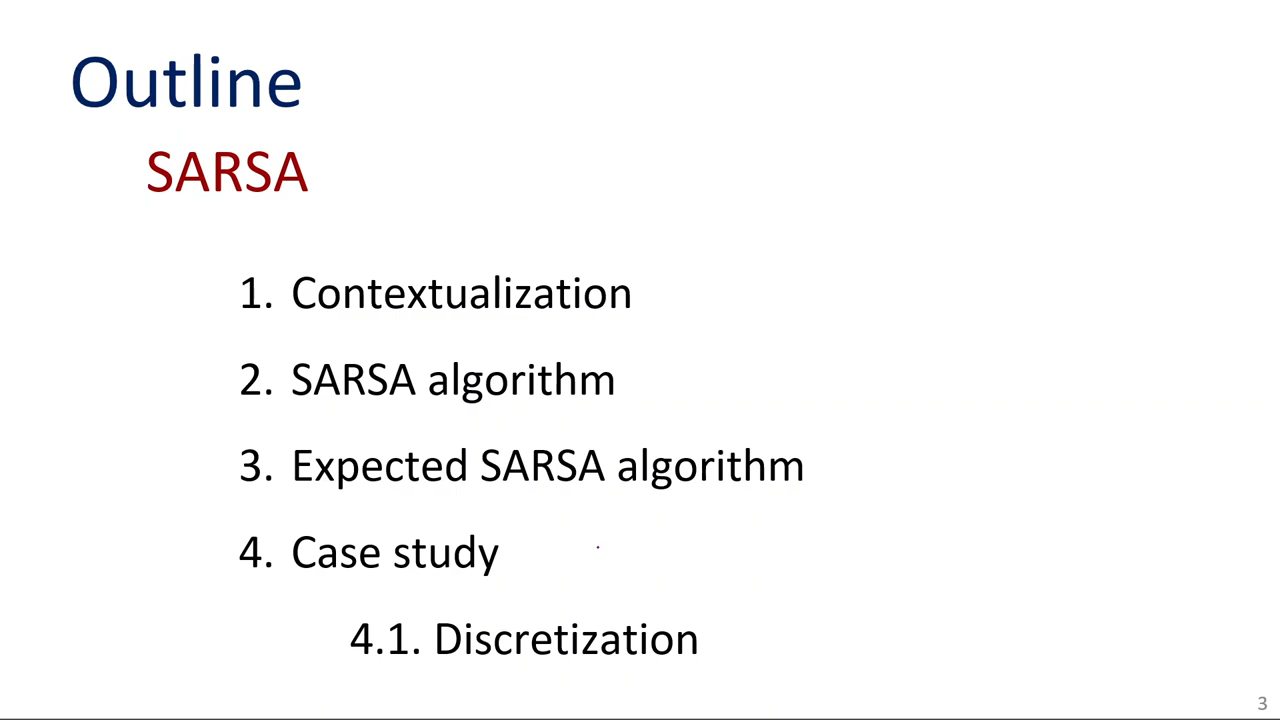 Outline
SARSA
1. Contextualization
2. SARSA algorithm
3. Expected SARSA algorithm
4. Case study
4.1. Discretization
3